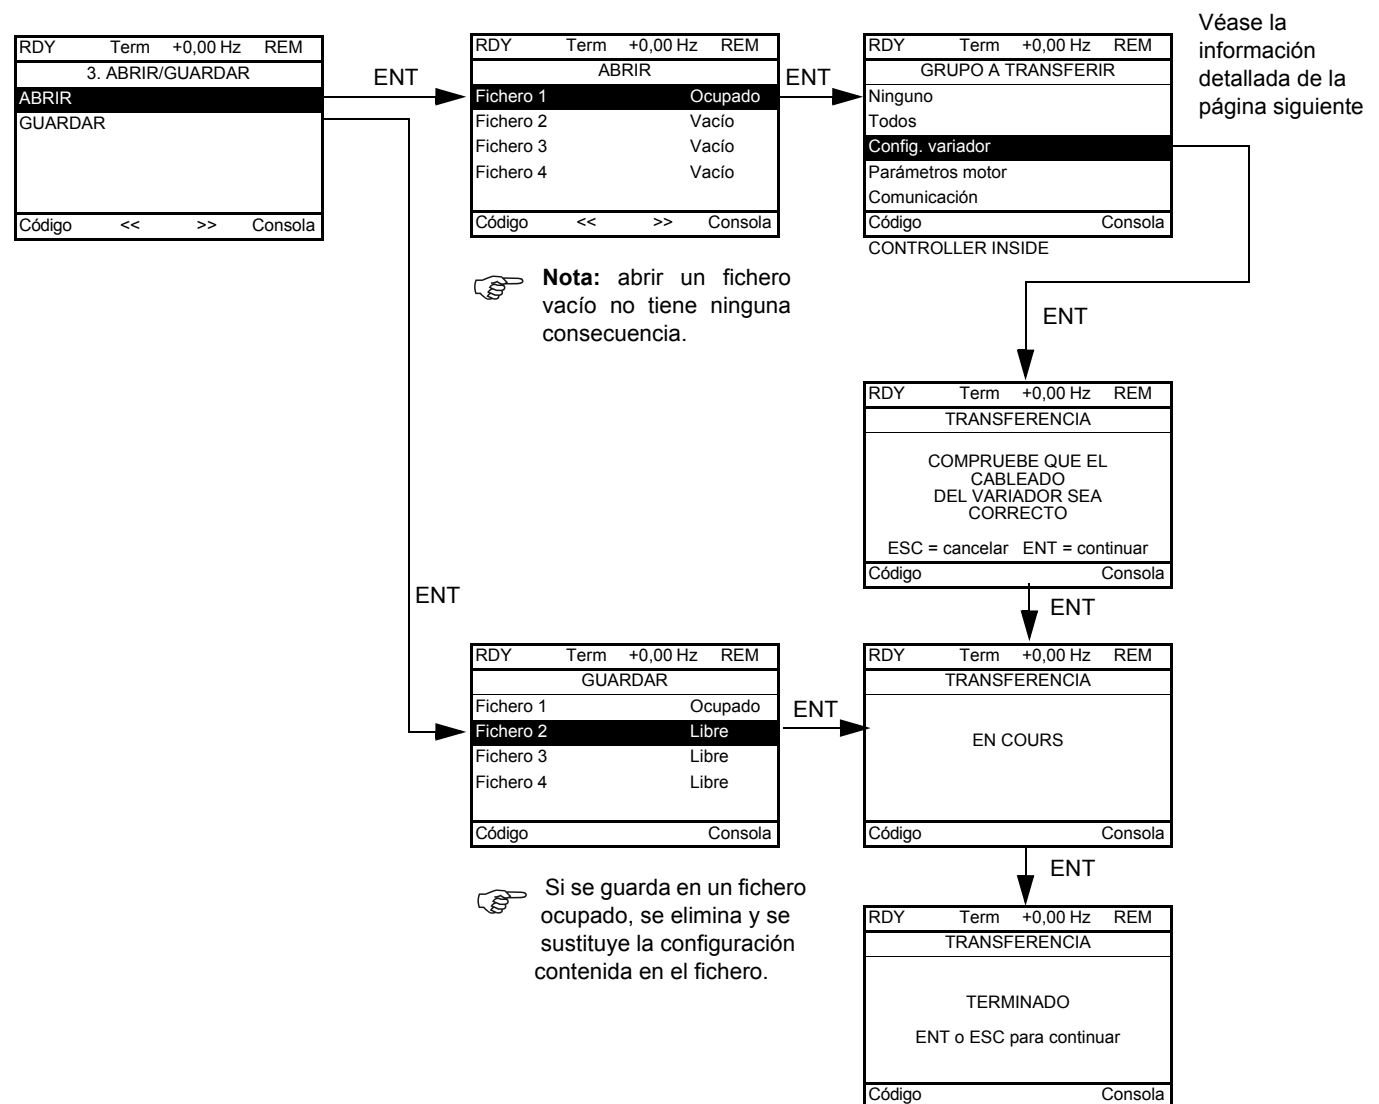 RDY Term +0,00 Hz REM
3. ABRIR/GUARDAR
ABRIR
GUARDAR
Código << >> Consola
ENT
RDY Term +0,00 Hz REM
ABRIR
Fichero 1 Ocupado
Fichero 2 Vacío
Fichero 3 Vacío
Fichero 4 Vacío
Código << >> Consola
Nota: abrir un fichero
vacío no tiene ninguna
consecuencia.
ENT
RDY Term +0,00 Hz REM
GRUPO A TRANSFERIR
Ninguno
Todos
Config. variador
Parámetros motor
Comunicación
Código Consola
CONTROLLER INSIDE
Véase la
información
detallada de la
página siguiente
ENT
RDY Term +0,00 Hz REM
TRANSFERENCIA
COMPRUEBE QUE EL
CABLEADO
DEL VARIADOR SEA
CORRECTO
ESC = cancelar ENT = continuar
Código Consola
ENT
ENT
RDY Term +0,00 Hz REM
GUARDAR
Fichero 1 Ocupado
Fichero 2 Libre
Fichero 3 Libre
Fichero 4 Libre
Código Consola
Si se guarda en un fichero
ocupado, se elimina y se
sustituye la configuración
contenida en el fichero.
ENT
RDY Term +0,00 Hz REM
TRANSFERENCIA
EN COURS
Código Consola
ENT
RDY Term +0,00 Hz REM
TRANSFERENCIA
TERMINADO
ENT o ESC para continuar
Código Consola